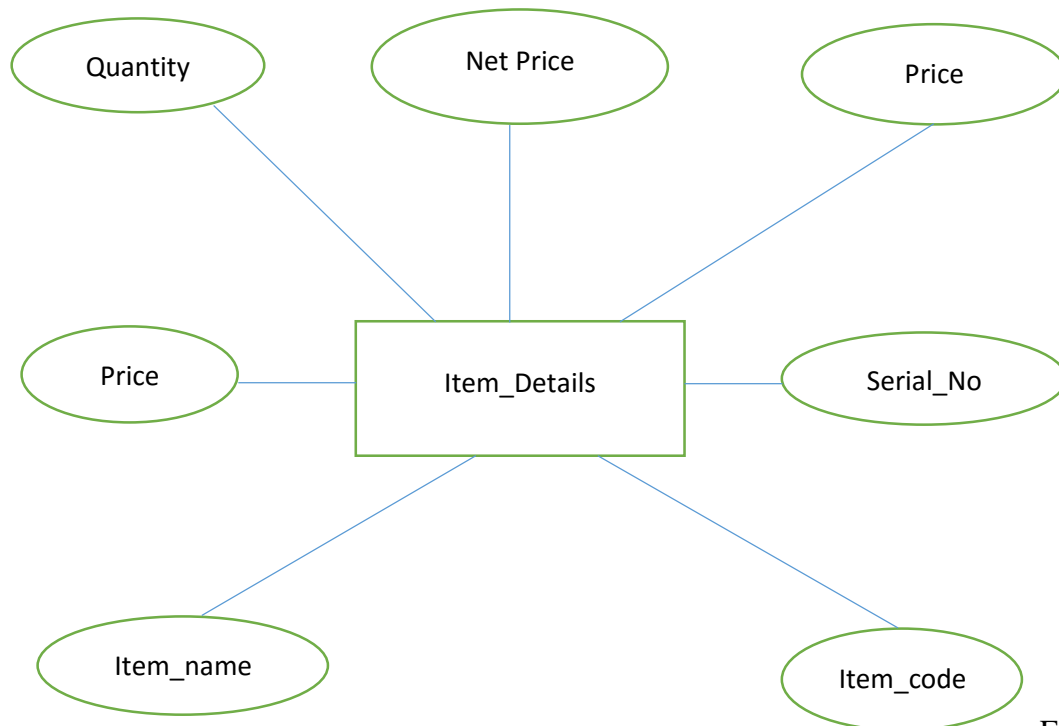 Quantity
Net Price
Price
Price
Item_Details
Serial_No
Item_name
Item_code